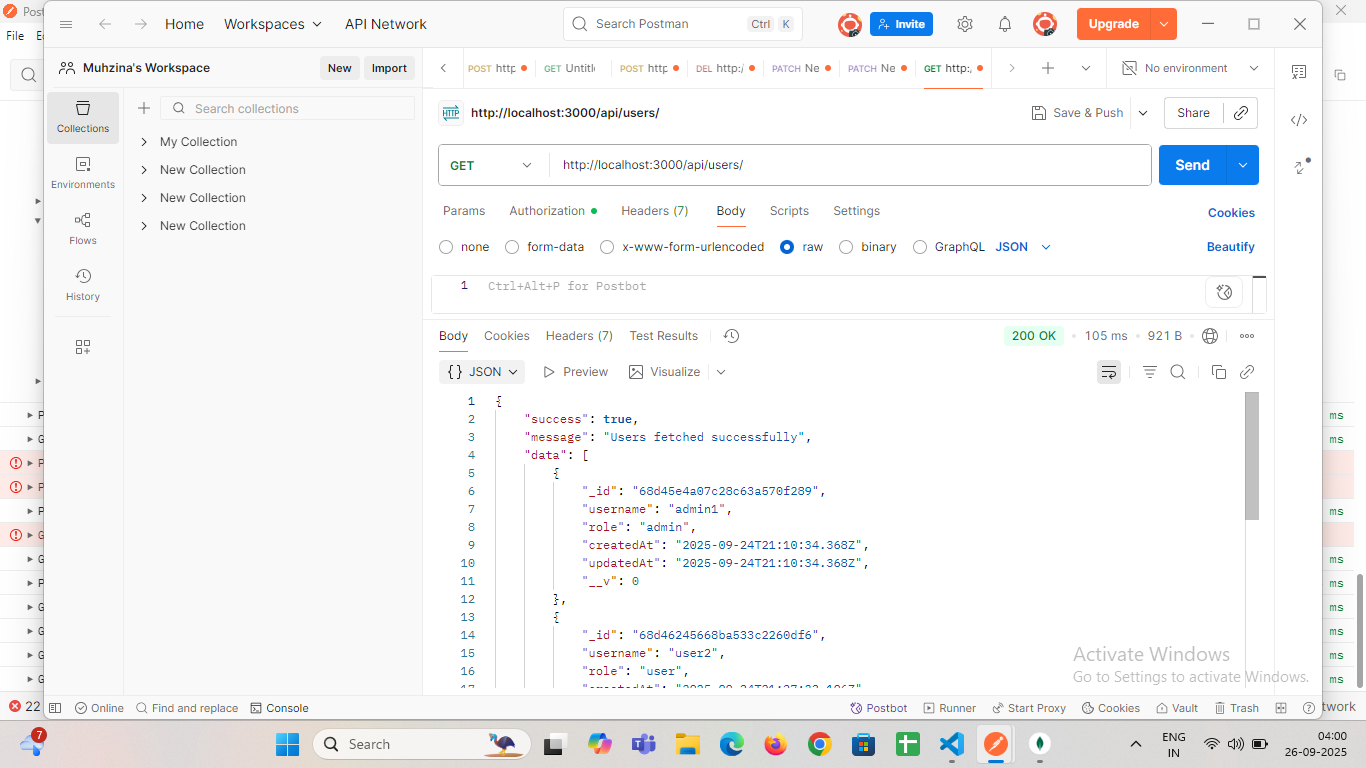 Post
File
Home
Workspaces
API Network
Search Postman
Ctrl
K
Invite
Upgrade
Muhzina's Workspace
New
Import
POST http
GET Untitle
POST http
DEL http:/
PATCH Ne
PATCH Ne
GET http:,
No environment
Collections
Search collections
http://localhost:3000/api/users/
Save & Push
Share
My Collection
New Collection
New Collection
New Collection
Environments
Flows
History
GET
http://localhost:3000/api/users/
Send
Params
Authorization
Headers (7)
Body
Scripts
Settings
Cookies
none
form-data
x-www-form-urlencoded
raw
binary
GraphQL
JSON
Beautify
1
Ctrl+Alt+P for Postbot
Body
Cookies
Headers (7)
Test Results
200 OK
105 ms
921 B
{} JSON
Preview
Visualize
1 {
2 "success": true,
3 "message": "Users fetched successfully",
4 "data": [
5 {
6 "_id": "68d45e4a07c28c63a570f289",
7 "username": "admin1",
8 "role": "admin",
9 "createdAt": "2025-09-24T21:10:34.368Z",
10 "updatedAt": "2025-09-24T21:10:34.368Z",
11 "__v": 0
12 },
13 {
14 "_id": "68d46245668ba533c2260df6",
15 "username": "user2",
16 "role": "user",
P
G
P
P
P
G
G
P
G
G
G
G
ms
ms
ms
ms
ms
ms
ms
ms
ms
Activate Windows
Go to Settings to activate Windows.
22
Online
Find and replace
Console
Postbot
Runner
Start Proxy
Cookies
Vault
Trash
twork
7
Search
ENG
IN
04:00
26-09-2025